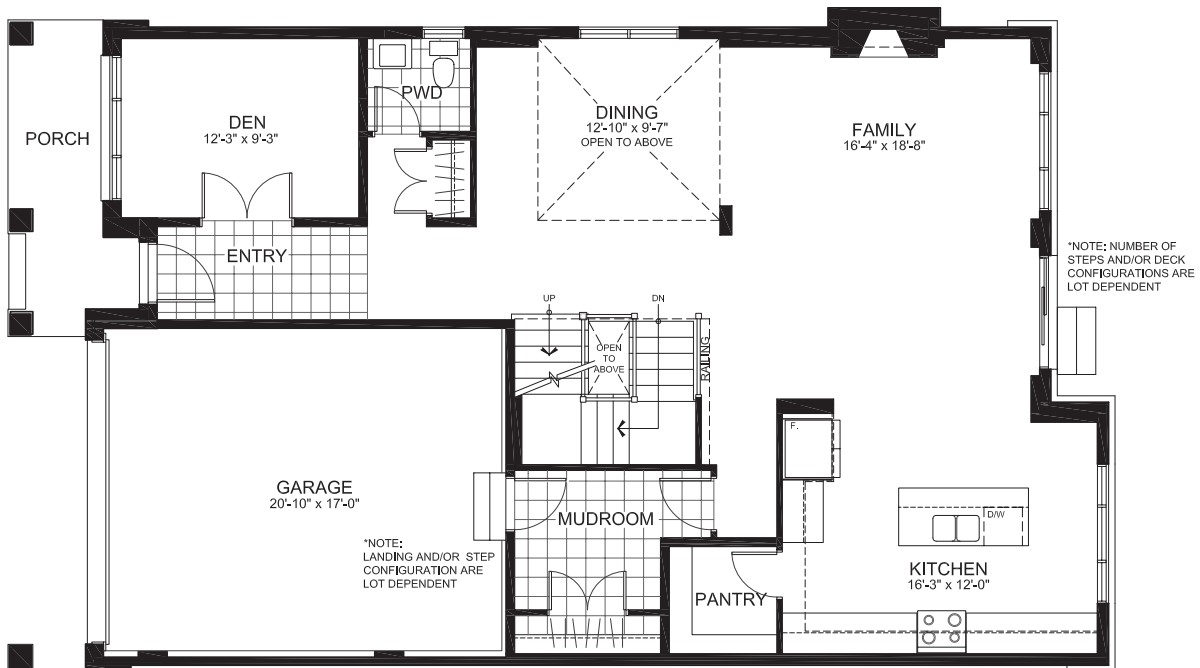 PORCH
DEN
12'-3" x 9'-3"
PWD
DINING
12'-10" x 9'-7"
OPEN TO ABOVE
FAMILY
16'-4" x 18'-8"
ENTRY
*NOTE: NUMBER OF
STEPS AND/OR DECK
CONFIGURATIONS ARE
LOT DEPENDENT
UP
DN
OPEN
TO
ABOVE
RAILING
F.
GARAGE
20'-10" x 17'-0"
*NOTE:
LANDING AND/OR STEP
CONFIGURATION ARE
LOT DEPENDENT
MUDROOM
D/W
KITCHEN
16'-3" x 12'-0"
PANTRY